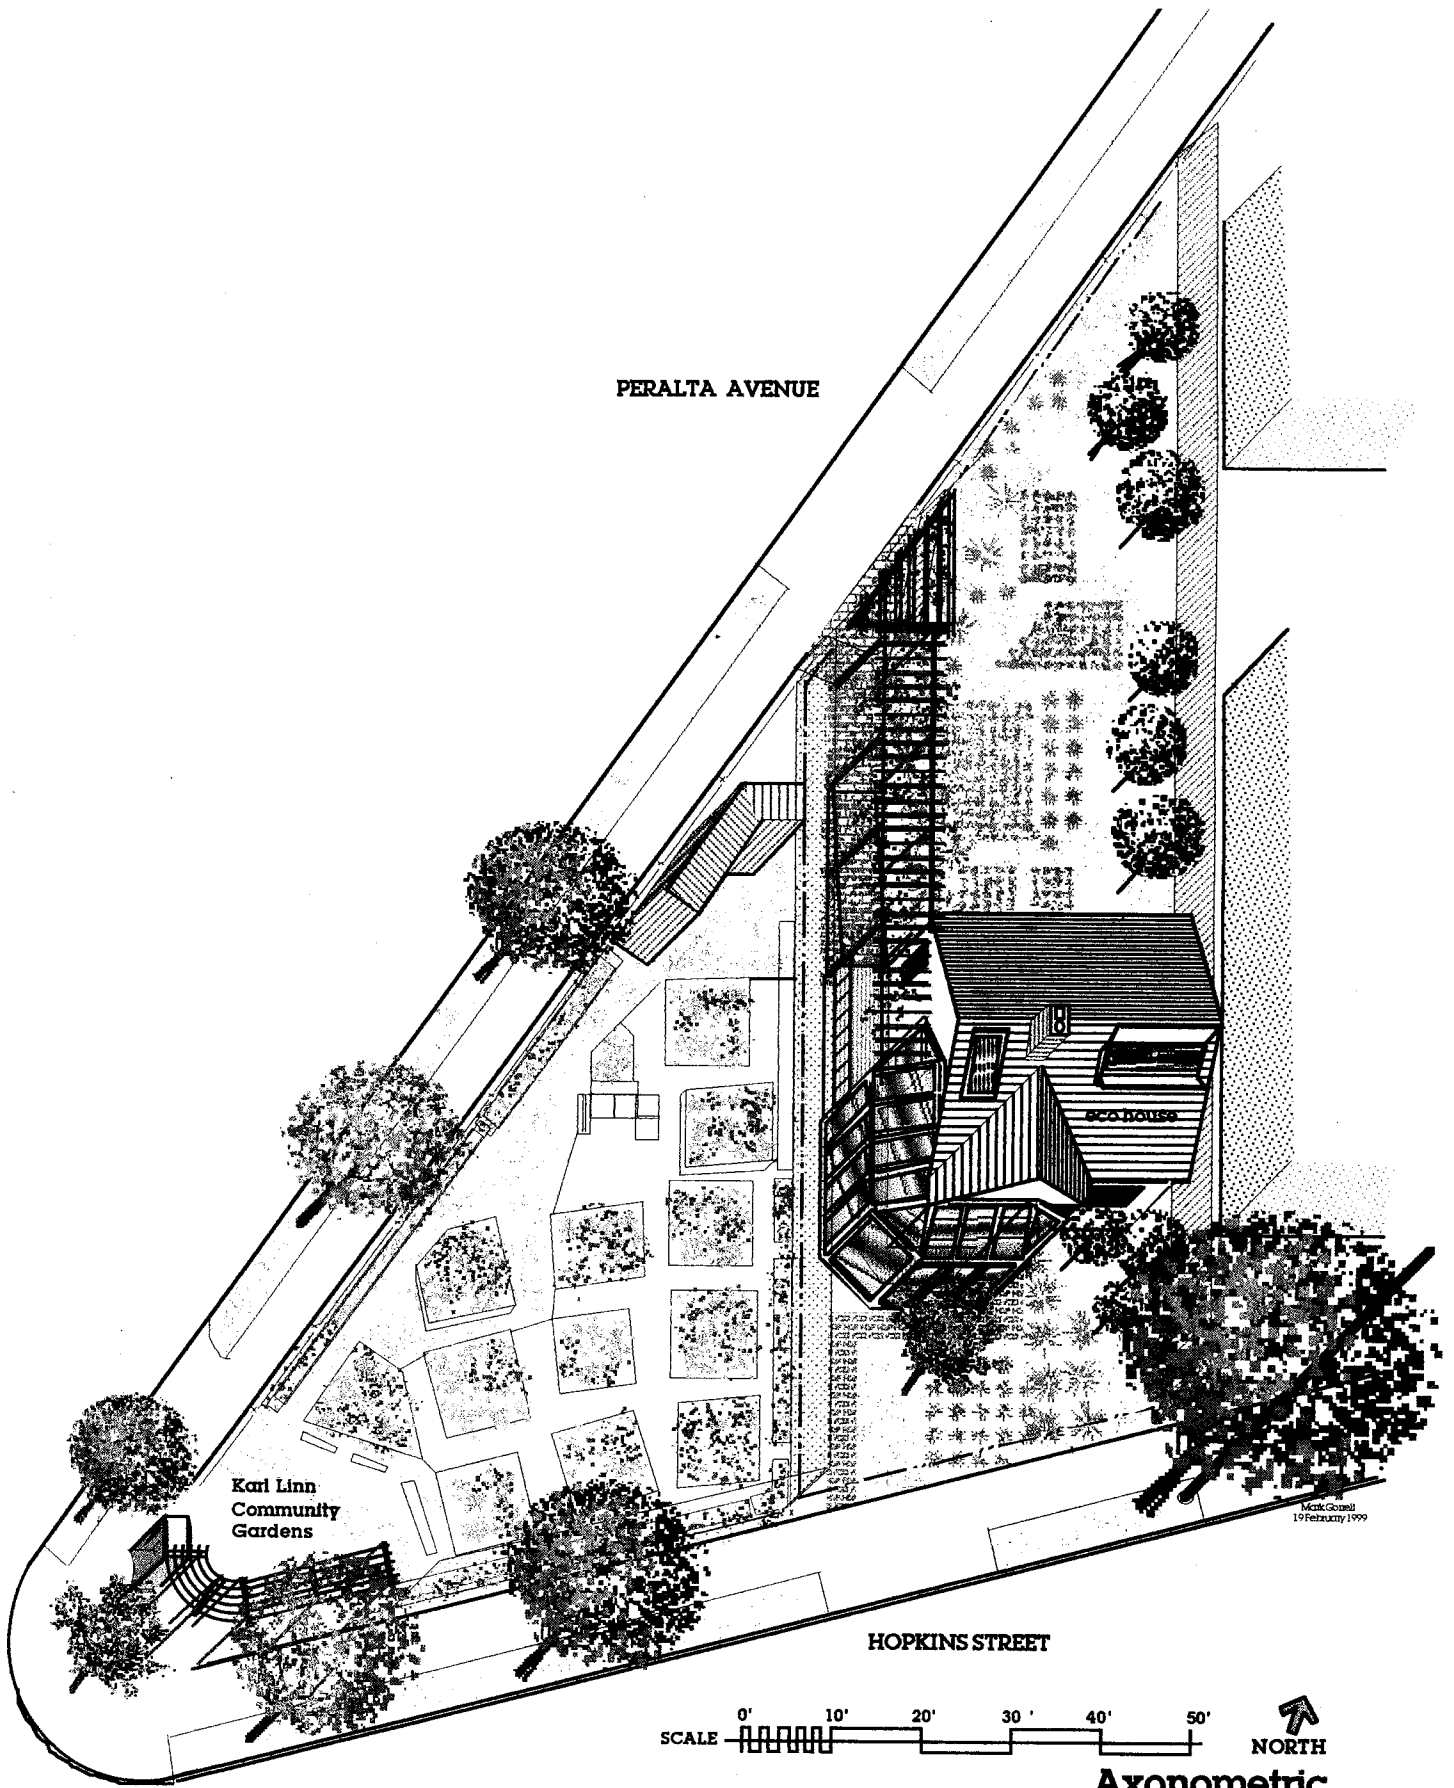 PERALTA AVENUE
eco house
Karl Linn
Community
Gardens
Mark Gorrell
19 February 1999
HOPKINS STREET
0' 10' 20' 30' 40' 50'
SCALE
NORTH
Axonometric